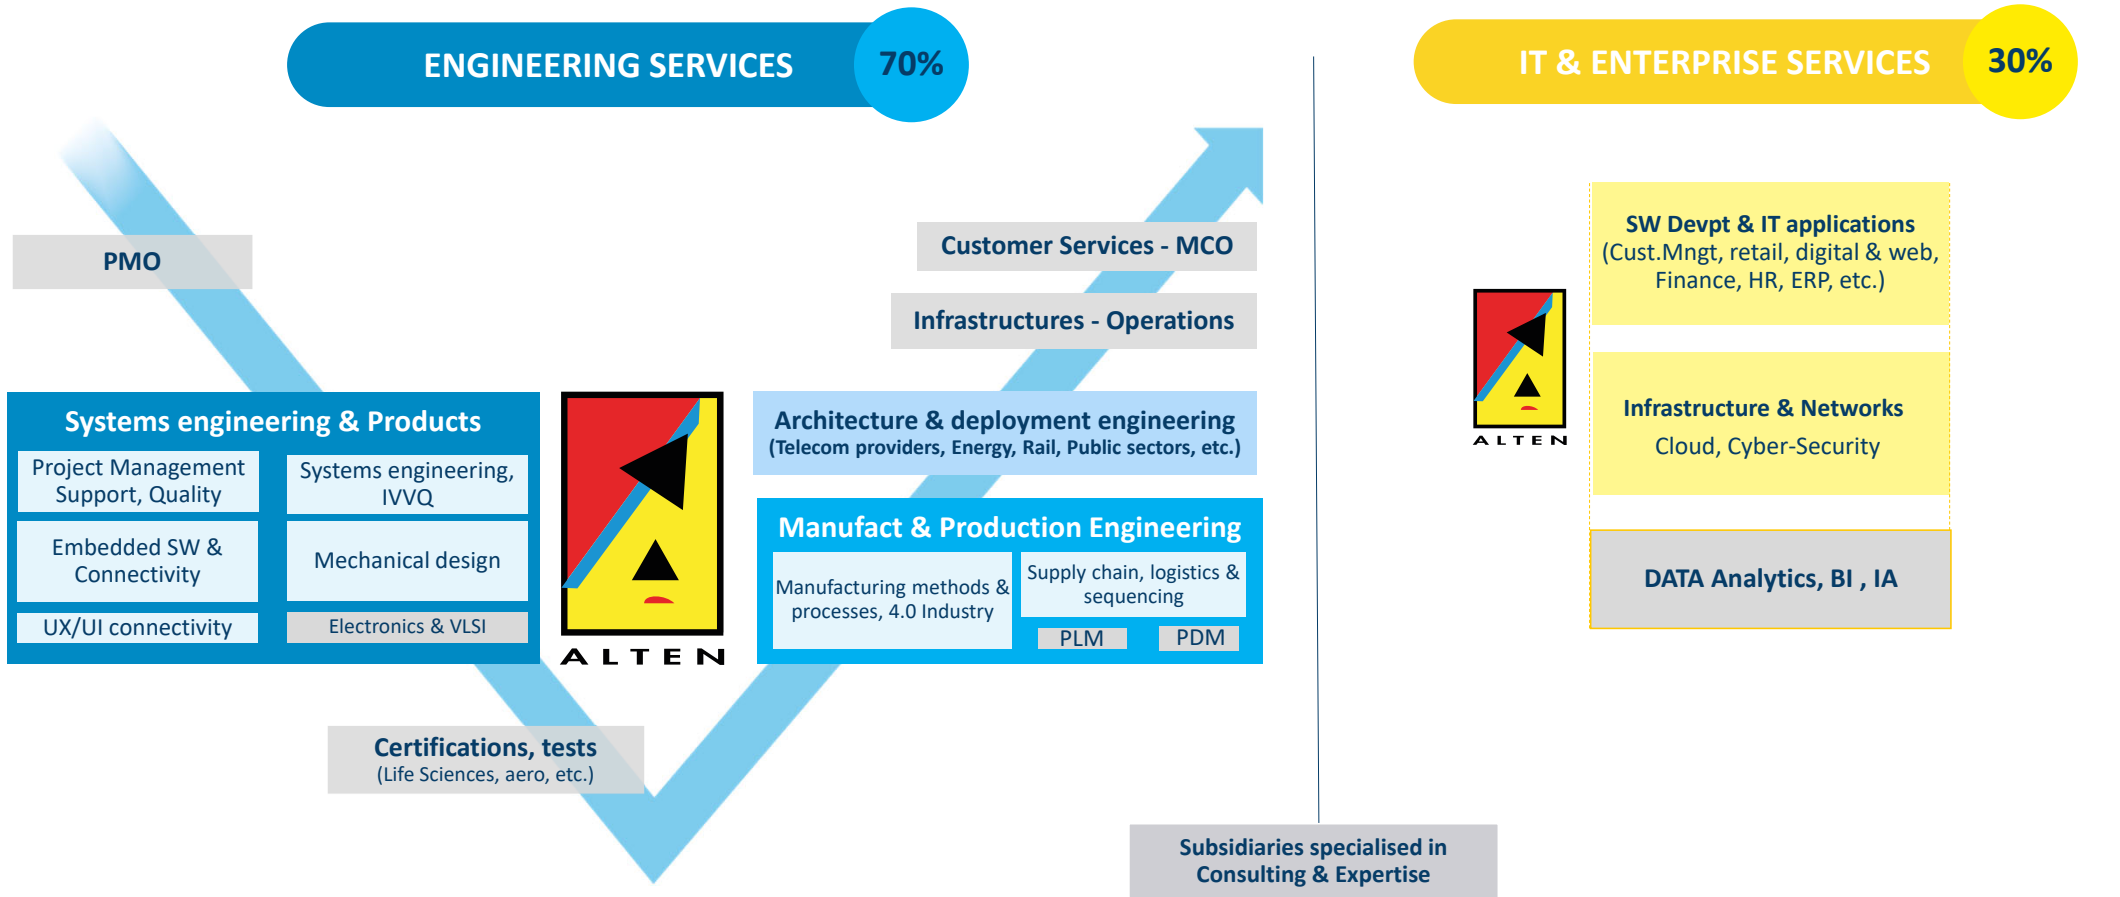 ENGINEERING SERVICES
70%
IT & ENTERPRISE SERVICES
30%
PMO
Customer Services - MCO
Infrastructures - Operations
Systems engineering & Products
Project Management
Support, Quality
Systems engineering,
IVVQ
Embedded SW &
Connectivity
Mechanical design
UX/UI connectivity
Electronics & VLSI
ALTEN
Architecture & deployment engineering
(Telecom providers, Energy, Rail, Public sectors, etc.)
Manufact & Production Engineering
Manufacturing methods &
processes, 4.0 Industry
Supply chain, logistics &
sequencing
PLM
PDM
Certifications, tests
(Life Sciences, aero, etc.)
Subsidiaries specialised in
Consulting & Expertise
ALTEN
SW Devpt & IT applications
(Cust.Mngt, retail, digital & web,
Finance, HR, ERP, etc.)
Infrastructure & Networks
Cloud, Cyber-Security
DATA Analytics, BI , IA